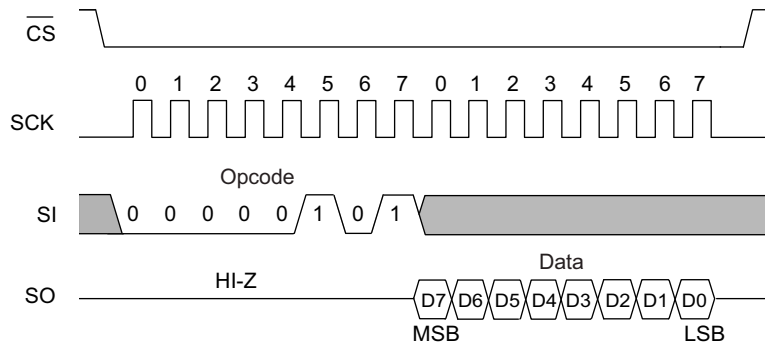 CS
0 1 2 3 4 5 6 7 0 1 2 3 4 5 6 7
SCK
Opcode
SI 0 0 0 0 0 1 0 1
Data
HI-Z
SO D7 D6 D5 D4 D3 D2 D1 D0
MSB LSB